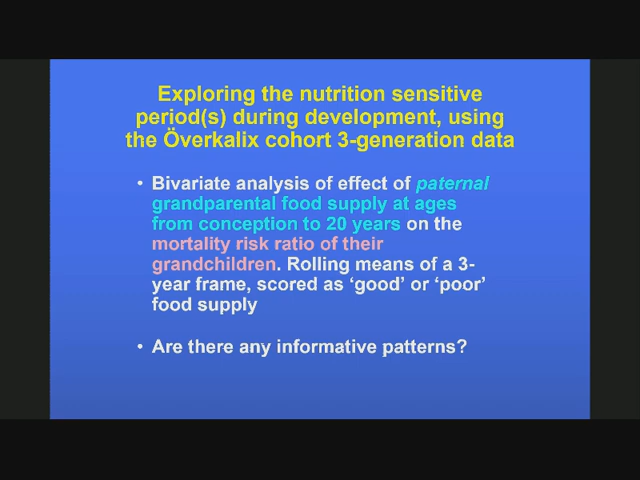 Exploring the nutrition sensitive
period(s) during development, using
the Överkalix cohort 3-generation data
• Bivariate analysis of effect of paternal
grandparental food supply at ages
from conception to 20 years on the
mortality risk ratio of their
grandchildren. Rolling means of a 3-
year frame, scored as ‘good’ or ‘poor’
food supply
• Are there any informative patterns?